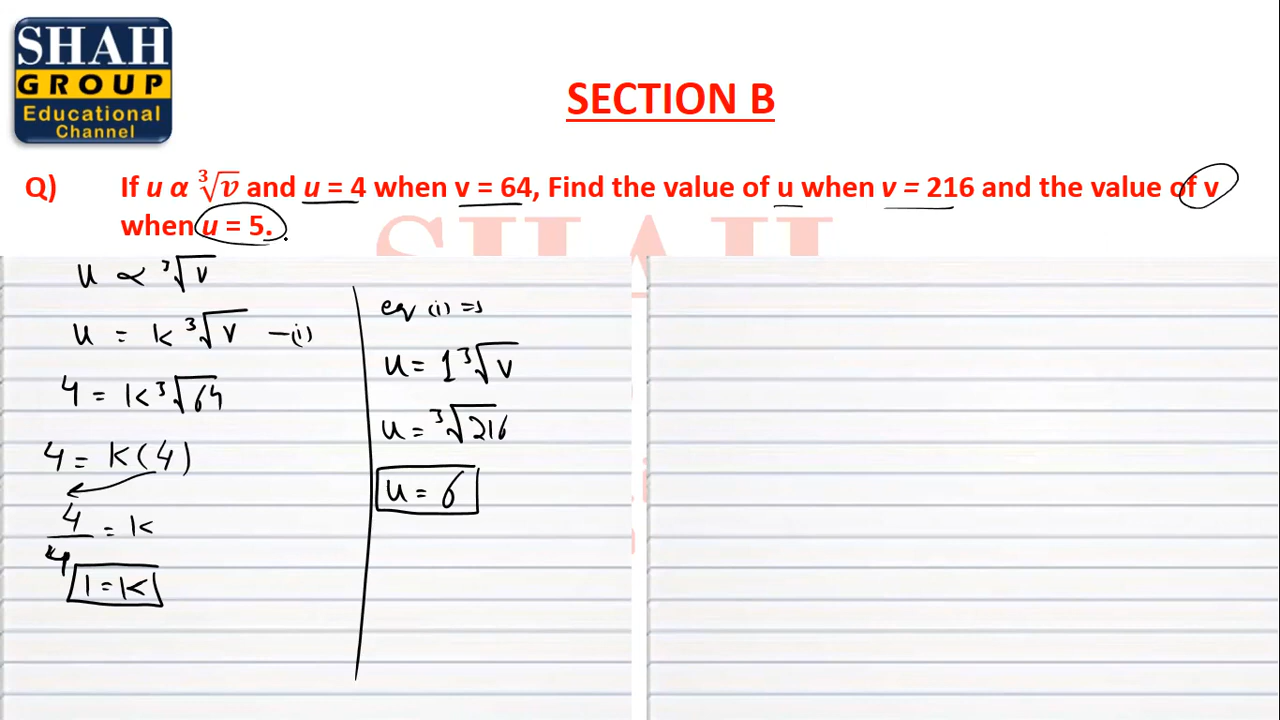 SHAH
GROUP
Educational
Channel
SECTION B
Q) If u α ∛v and u = 4 when v = 64, Find the value of u when v = 216 and the value of v
when u = 5.
SHAH
u ∝ ∛v
u = k ∛v —(i)
4 = k ∛64
4 = k(4)
4/4 = k
1 = k
eq (i) =>
u = 1 ∛v
u = ∛216
u = 6